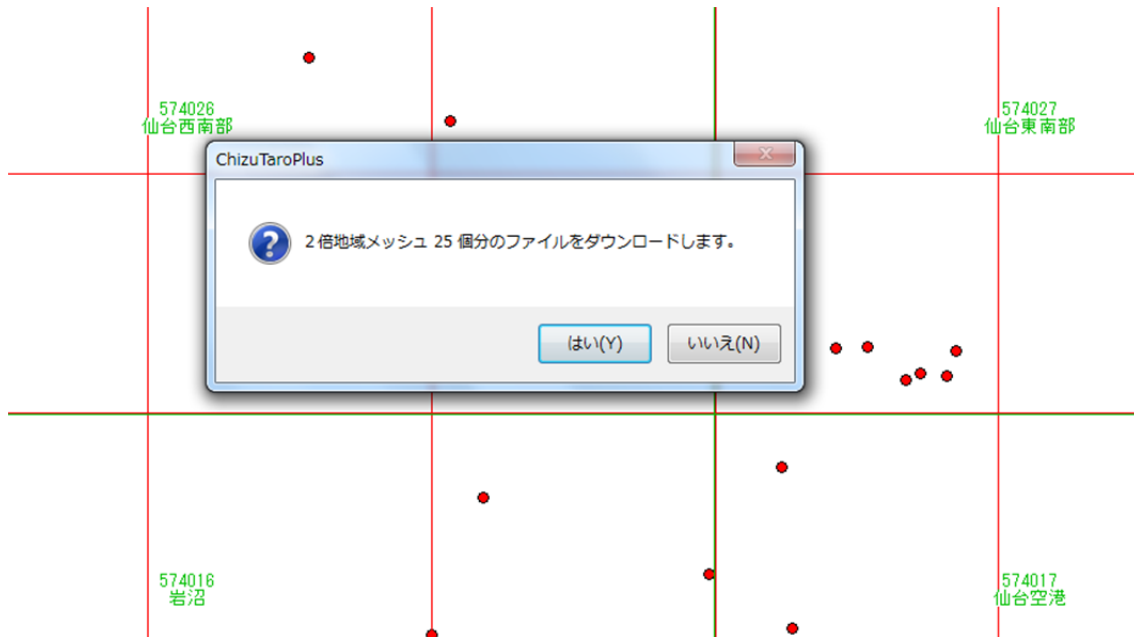 574026
仙台西南部
574027
仙台東南部
ChizuTaroPlus
２倍地域メッシュ 25 個分のファイルをダウンロードします。
はい(Y)
いいえ(N)
574016
岩沼
574017
仙台空港